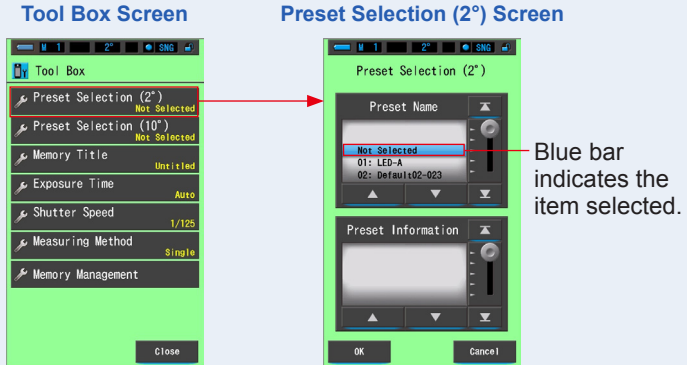 Tool Box Screen
M 1 2° SNG
Tool Box
Preset Selection (2°)
Not Selected
Preset Selection (10°)
Not Selected
Memory Title
Untitled
Exposure Time
Auto
Shutter Speed
1/125
Measuring Method
Single
Memory Management
Close
Preset Selection (2°) Screen
M 1 2° SNG
Preset Selection (2°)
Preset Name
Not Selected
01: LED-A
02: Default02-023
Preset Information
OK Cancel
Blue bar
indicates the
item selected.